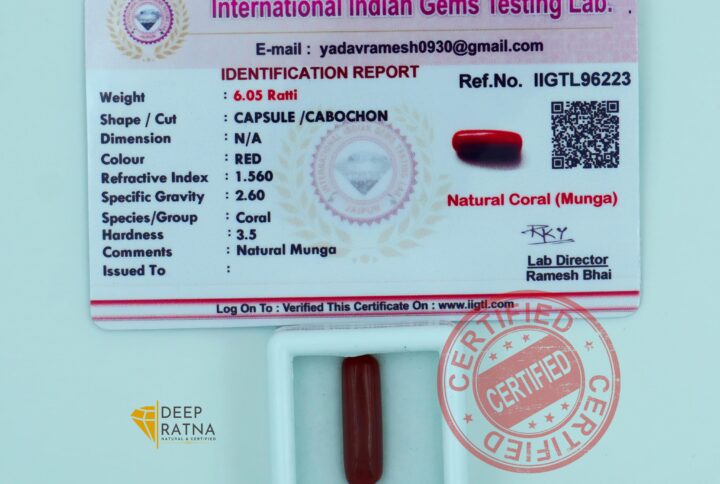 International Indian Gems Testing Lab.
E-mail : yadavramesh0930@gmail.com
IDENTIFICATION REPORT
Ref.No. IIGTL96223
Weight : 6.05 Ratti
Shape / Cut : CAPSULE /CABOCHON
Dimension : N/A
Colour : RED
Refractive Index : 1.560
Specific Gravity : 2.60
Species/Group : Coral
Hardness : 3.5
Comments : Natural Munga
Issued To :
Natural Coral (Munga)
Lab Director
Ramesh Bhai
Log On To : Verified This Certificate On : www.iigtl.com
CERTIFIED
CERTIFIED
CERTIFIED
DEEP
RATNA
NATURAL & CERTIFIED